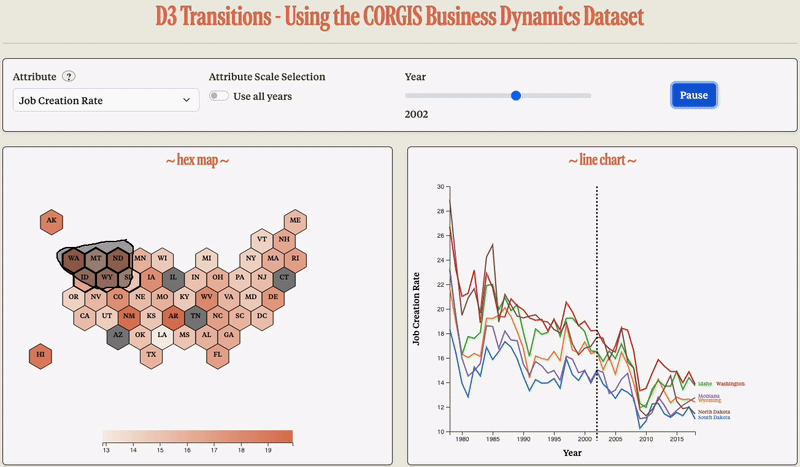 D3 Transitions - Using the CORGIS Business Dynamics Dataset
Attribute ?
Job Creation Rate
Attribute Scale Selection
Use all years
Year
2002
Pause
~ hex map ~
AK ME
VT NH
WA MT ND MN WI MI NY MA RI
ID WY SD IA IL IN OH PA NJ CT
OR NV CO NE MO KY WV VA MD DE
CA UT NM KS AR TN NC SC DC
AZ OK LA MS AL GA
HI TX FL
13 14 15 16 17 18 19
~ line chart ~
Job Creation Rate
30
28
26
24
22
20
18
16
14
12
10
1980 1985 1990 1995 2000 2005 2010 2015
Year
Idaho Washington
Montana
Wyoming
North Dakota
South Dakota